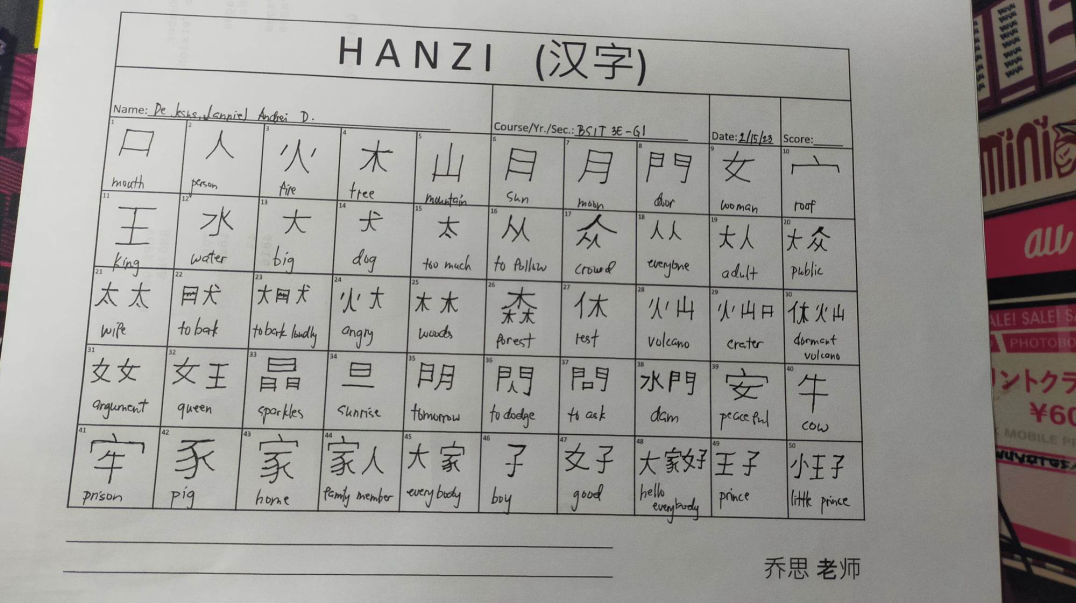 HANZI (汉字)
Name: De Jesus, Janniel Andrei D.
Course/Yr./Sec.: BSIT 3E-G1
Date: 2/15/23
Score:
1 口 mouth
2 人 person
3 火 fire
4 木 tree
5 山 mountain
6 日 sun
7 月 moon
8 門 door
9 女 woman
10 宀 roof
11 王 king
12 水 water
13 大 big
14 犬 dog
15 太 too much
16 从 to follow
17 众 crowd
18 人人 everyone
19 大人 adult
20 大众 public
21 太太 wife
22 to bark
23 to bark loudly
24 火大 angry
25 木木 woods
26 森 forest
27 休 rest
28 火山 volcano
29 火山口 crater
30 休火山 dormant volcano
31 女女 argument
32 女王 queen
33 晶 sparkles
34 旦 sunrise
35 tomorrow
36 閃 to dodge
37 問 to ask
38 水門 dam
39 安 peaceful
40 牛 cow
41 牢 prison
42 豕 pig
43 家 home
44 家人 family member
45 大家 everybody
46 子 boy
47 女子 good
48 大家好 hello everybody
49 王子 prince
50 小王子 little prince
乔思 老师
au
mini
SALE! SALE!
PHOTOBO
リントクラ
¥60
MOBILE